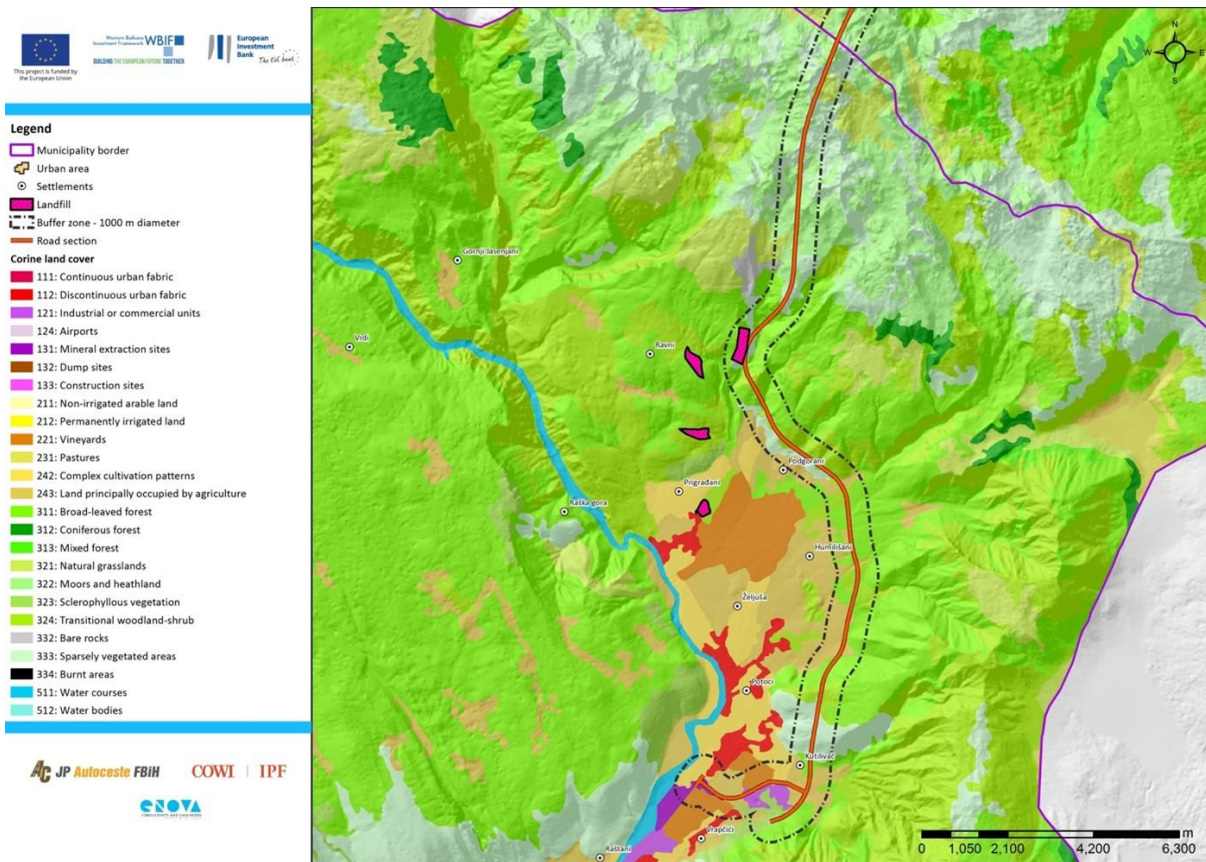 This project is funded by
the European Union
Western Balkans
Investment Framework
WBIF
BUILDING THE EUROPEAN FUTURE TOGETHER
European
Investment
Bank
The EU bank
Legend
Municipality border
Urban area
Settlements
Landfill
Buffer zone - 1000 m diameter
Road section
Corine land cover
111: Continuous urban fabric
112: Discontinuous urban fabric
121: Industrial or commercial units
124: Airports
131: Mineral extraction sites
132: Dump sites
133: Construction sites
211: Non-irrigated arable land
212: Permanently irrigated land
221: Vineyards
231: Pastures
242: Complex cultivation patterns
243: Land principally occupied by agriculture
311: Broad-leaved forest
312: Coniferous forest
313: Mixed forest
321: Natural grasslands
322: Moors and heathland
323: Sclerophyllous vegetation
324: Transitional woodland-shrub
332: Bare rocks
333: Sparsely vegetated areas
334: Burnt areas
511: Water courses
512: Water bodies
AC JP Autoceste FBiH
COWI | IPF
ENOVA
N
W E
S
Gornji Jasenjani
Vrdi
Ravni
Podgorani
Prigrađani
Raška gora
Humilišani
Željuša
Potoci
Kutilivač
Vrapčići
Raštani
m
0 1,050 2,100 4,200 6,300